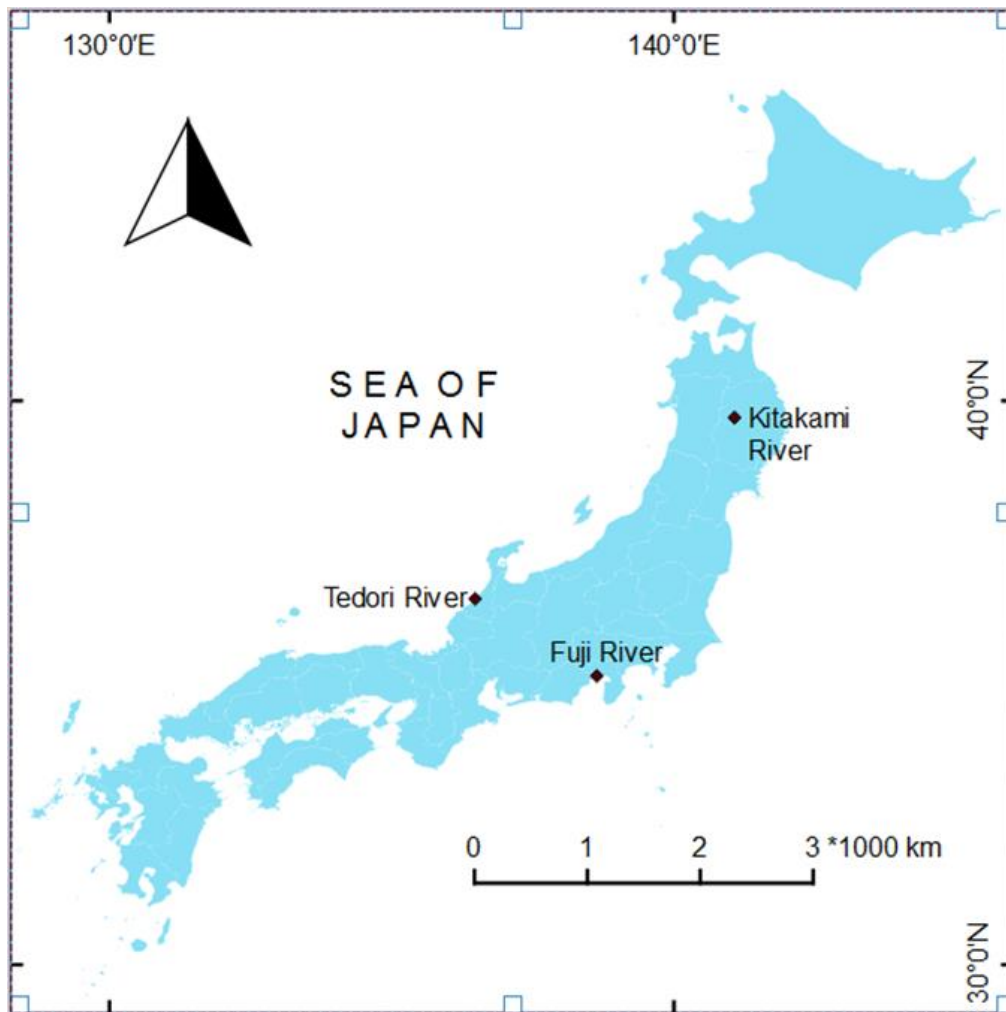 130°0′E
140°0′E
SEA OF
JAPAN
40°0′N
Kitakami
River
Tedori River
Fuji River
0 1 2 3 *1000 km
30°0′N